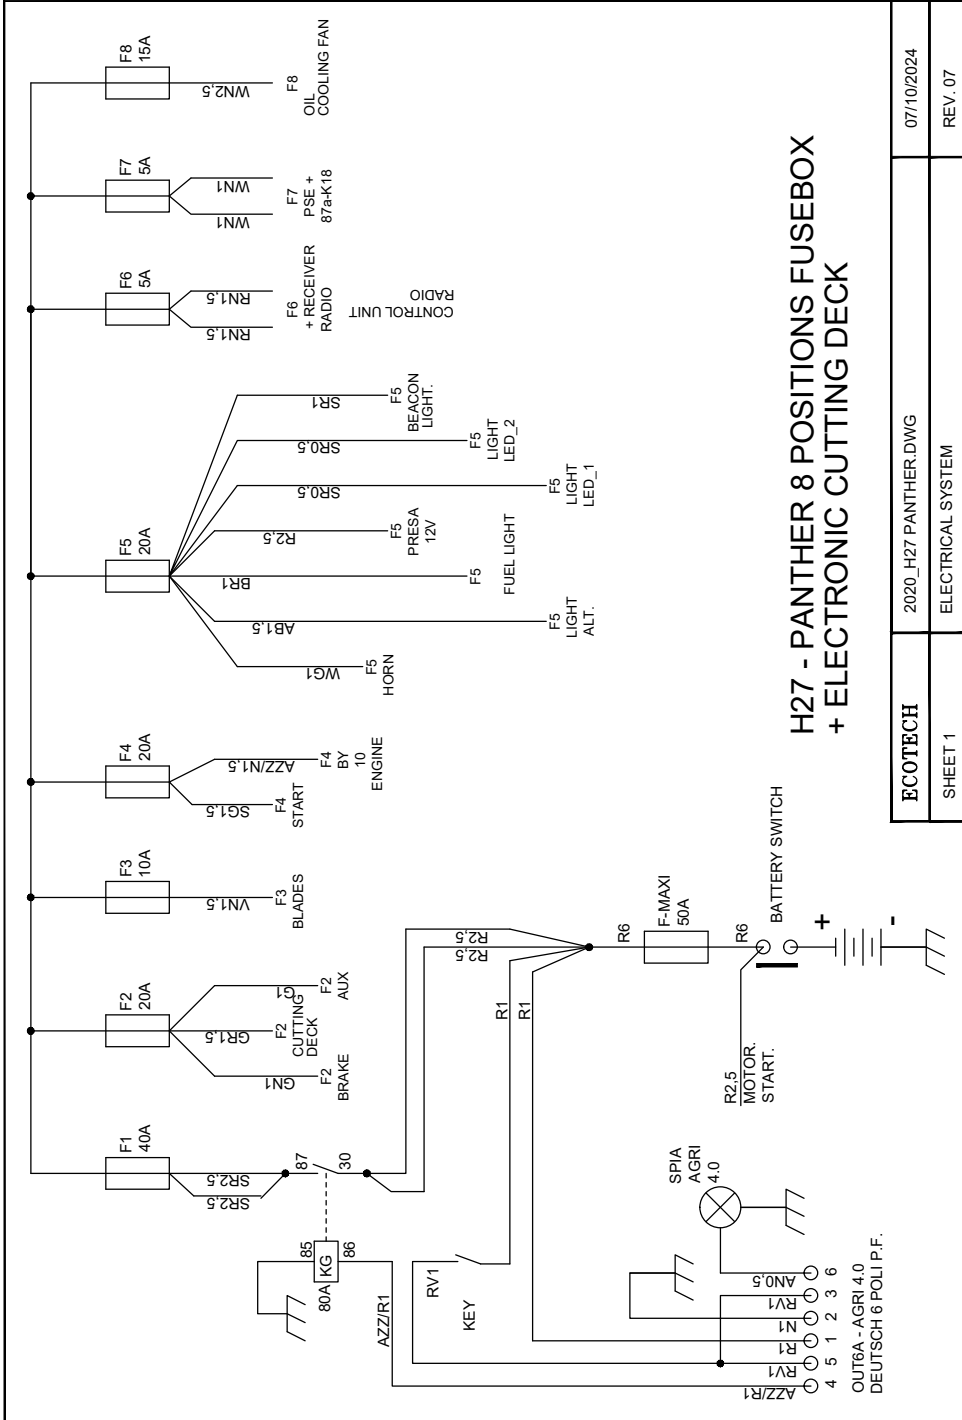 F1
40A
SR2,5
SR2,5
87
30
85
86
KG
80A
AZZ/R1
F2
20A
GN1
GR1,5
G1
F2
BRAKE
F2
CUTTING
DECK
F2
AUX
F3
10A
VN1,5
F3
BLADES
F4
20A
SG1,5
AZZ/N1,5
F4
START
F4
BY
10
ENGINE
F5
20A
WG1
AB1,5
BR1
R2,5
SR0,5
SR0,5
SR1
F5
HORN
F5
LIGHT
ALT.
F5
FUEL LIGHT
F5
PRESA
12V
F5
LIGHT
LED_1
F5
LIGHT
LED_2
F5
BEACON
LIGHT.
F6
5A
RN1,5
RN1,5
F6
+ RECEIVER
RADIO
RADIO
CONTROL UNIT
F7
5A
WN1
WN1
F7
PSE +
87a-K18
F8
15A
WN2,5
F8
OIL
COOLING FAN
R2,5
R2,5
R1
R1
RV1
KEY
R6
F-MAXI
50A
R6
BATTERY SWITCH
+
-
R2,5
MOTOR.
START.
SPIA
AGRI
4.0
AZZ/R1
RV1
R1
N1
RV1
AN0,5
4 5 1 2 3 6
OUT6A - AGRI 4.0
DEUTSCH 6 POLI P.F.
H27 - PANTHER 8 POSITIONS FUSEBOX
+ ELECTRONIC CUTTING DECK
ECOTECH
2020_H27 PANTHER.DWG
07/10/2024
SHEET 1
ELECTRICAL SYSTEM
REV. 07